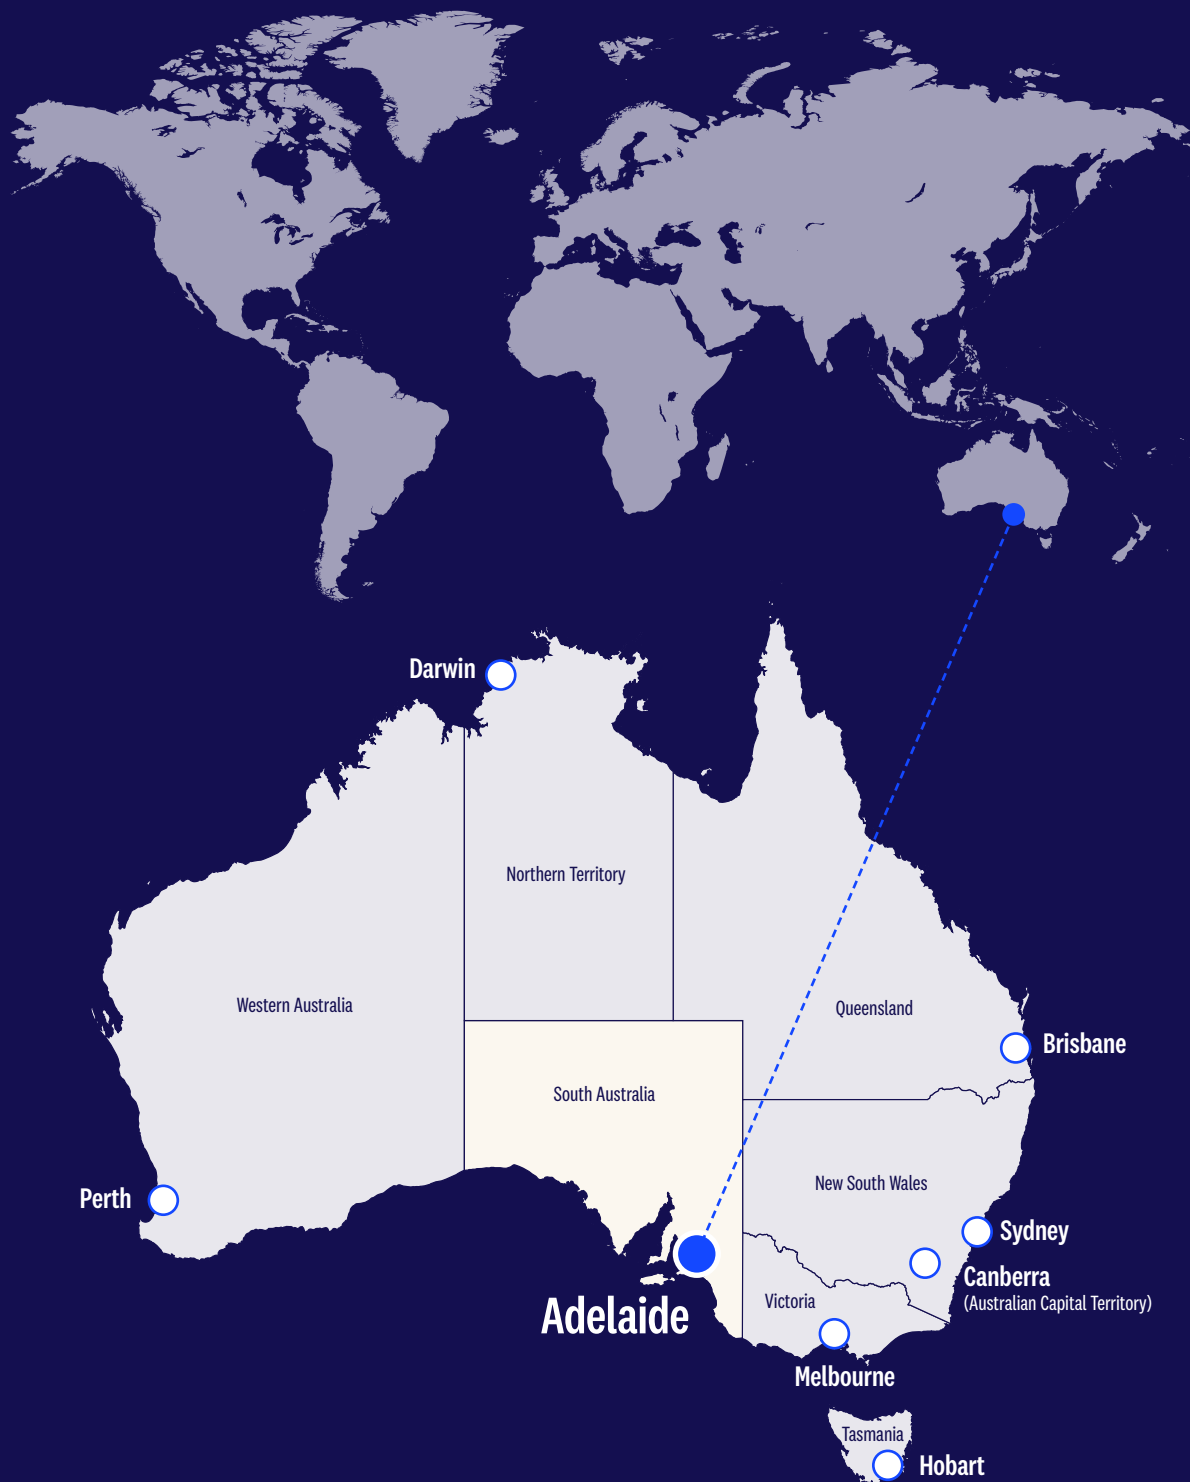 Darwin
Northern Territory
Western Australia
Queensland
Brisbane
South Australia
New South Wales
Perth
Sydney
Canberra
(Australian Capital Territory)
Victoria
Adelaide
Melbourne
Tasmania
Hobart